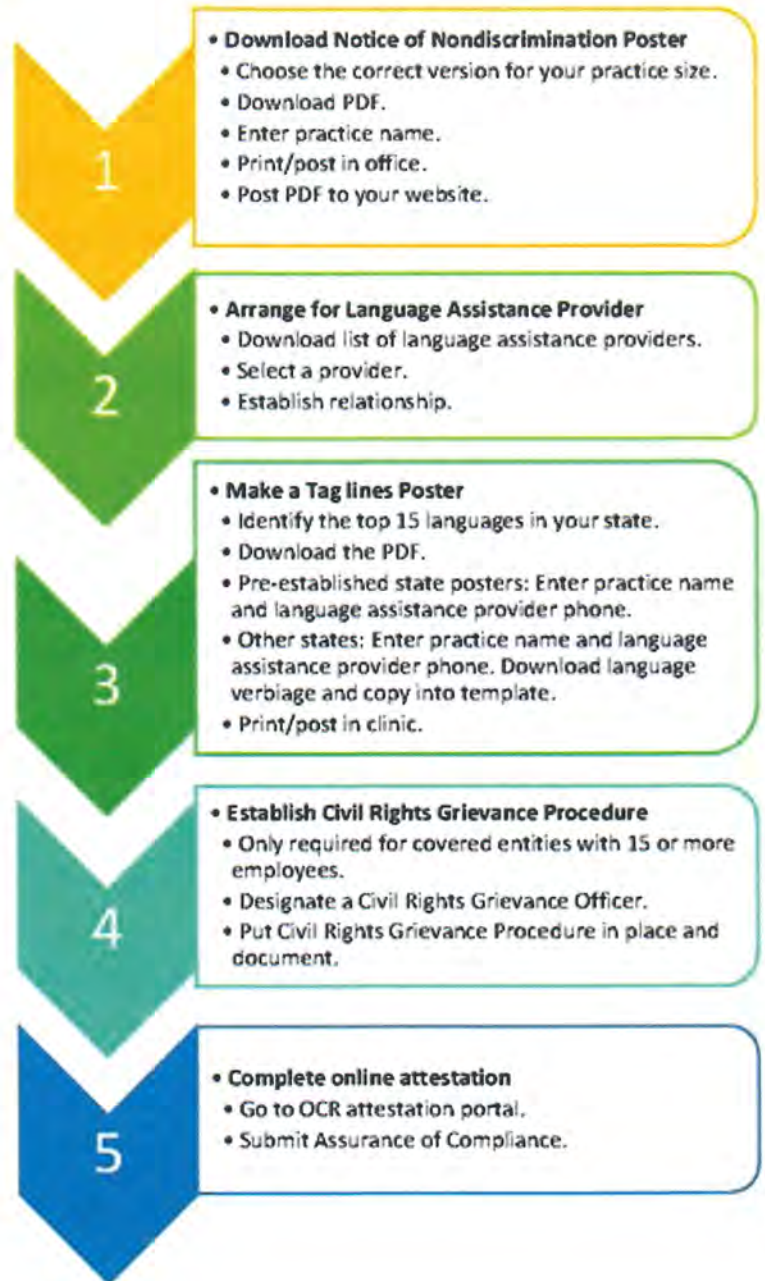 1
• Download Notice of Nondiscrimination Poster
• Choose the correct version for your practice size.
• Download PDF.
• Enter practice name.
• Print/post in office.
• Post PDF to your website.
2
• Arrange for Language Assistance Provider
• Download list of language assistance providers.
• Select a provider.
• Establish relationship.
3
• Make a Tag lines Poster
• Identify the top 15 languages in your state.
• Download the PDF.
• Pre-established state posters: Enter practice name
and language assistance provider phone.
• Other states: Enter practice name and language
assistance provider phone. Download language
verbiage and copy into template.
• Print/post in clinic.
4
• Establish Civil Rights Grievance Procedure
• Only required for covered entities with 15 or more
employees.
• Designate a Civil Rights Grievance Officer.
• Put Civil Rights Grievance Procedure in place and
document.
5
• Complete online attestation
• Go to OCR attestation portal.
• Submit Assurance of Compliance.